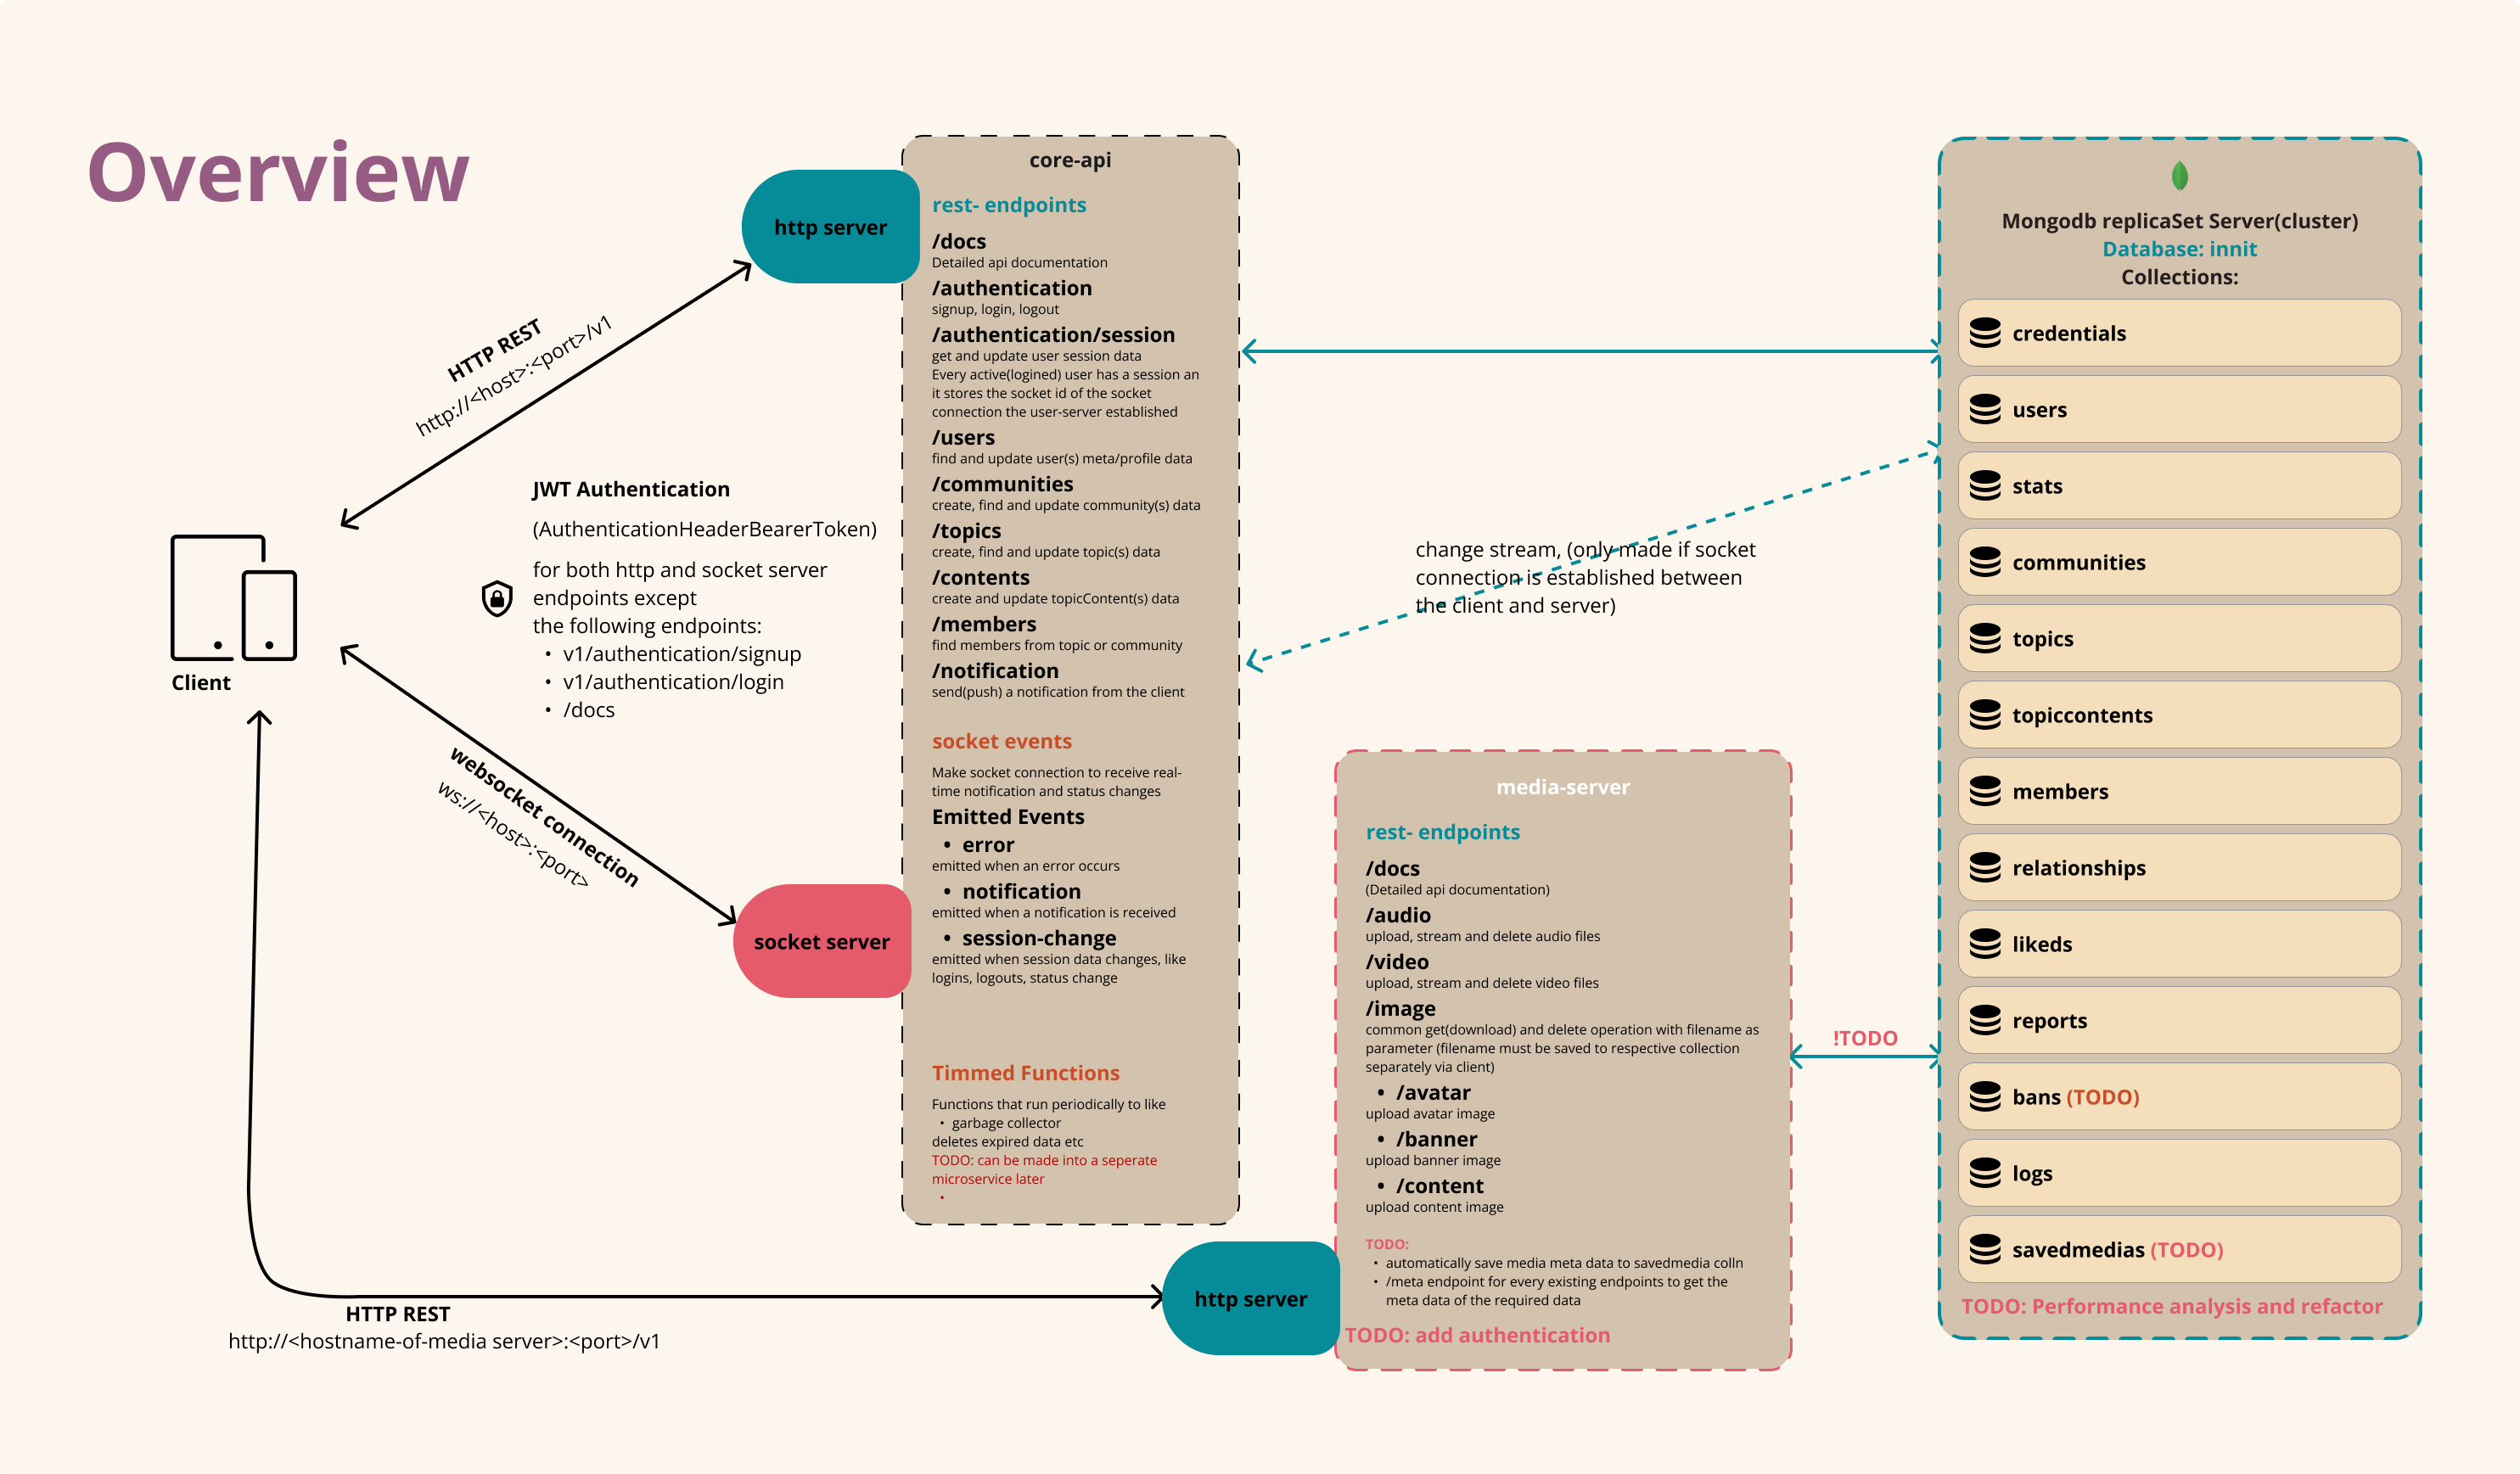 Overview
HTTP REST
http://<host>:<port>/v1
JWT Authentication
(AuthenticationHeaderBearerToken)
for both http and socket server
endpoints except
the following endpoints:
• v1/authentication/signup
• v1/authentication/login
• /docs
Client
websocket connection
ws://<host>:<port>
HTTP REST
http://<hostname-of-media server>:<port>/v1
http server
socket server
core-api
rest- endpoints
/docs
Detailed api documentation
/authentication
signup, login, logout
/authentication/session
get and update user session data
Every active(logined) user has a session an
it stores the socket id of the socket
connection the user-server established
/users
find and update user(s) meta/profile data
/communities
create, find and update community(s) data
/topics
create, find and update topic(s) data
/contents
create and update topicContent(s) data
/members
find members from topic or community
/notification
send(push) a notification from the client
socket events
Make socket connection to receive real-
time notification and status changes
Emitted Events
• error
emitted when an error occurs
• notification
emitted when a notification is received
• session-change
emitted when session data changes, like
logins, logouts, status change
Timmed Functions
Functions that run periodically to like
• garbage collector
deletes expired data etc
TODO: can be made into a seperate
microservice later
•
change stream, (only made if socket
connection is established between
the client and server)
http server
media-server
rest- endpoints
/docs
(Detailed api documentation)
/audio
upload, stream and delete audio files
/video
upload, stream and delete video files
/image
common get(download) and delete operation with filename as
parameter (filename must be saved to respective collection
separately via client)
• /avatar
upload avatar image
• /banner
upload banner image
• /content
upload content image
TODO:
• automatically save media meta data to savedmedia colln
• /meta endpoint for every existing endpoints to get the
meta data of the required data
TODO: add authentication
!TODO
Mongodb replicaSet Server(cluster)
Database: innit
Collections:
credentials
users
stats
communities
topics
topiccontents
members
relationships
likeds
reports
bans (TODO)
logs
savedmedias (TODO)
TODO: Performance analysis and refactor